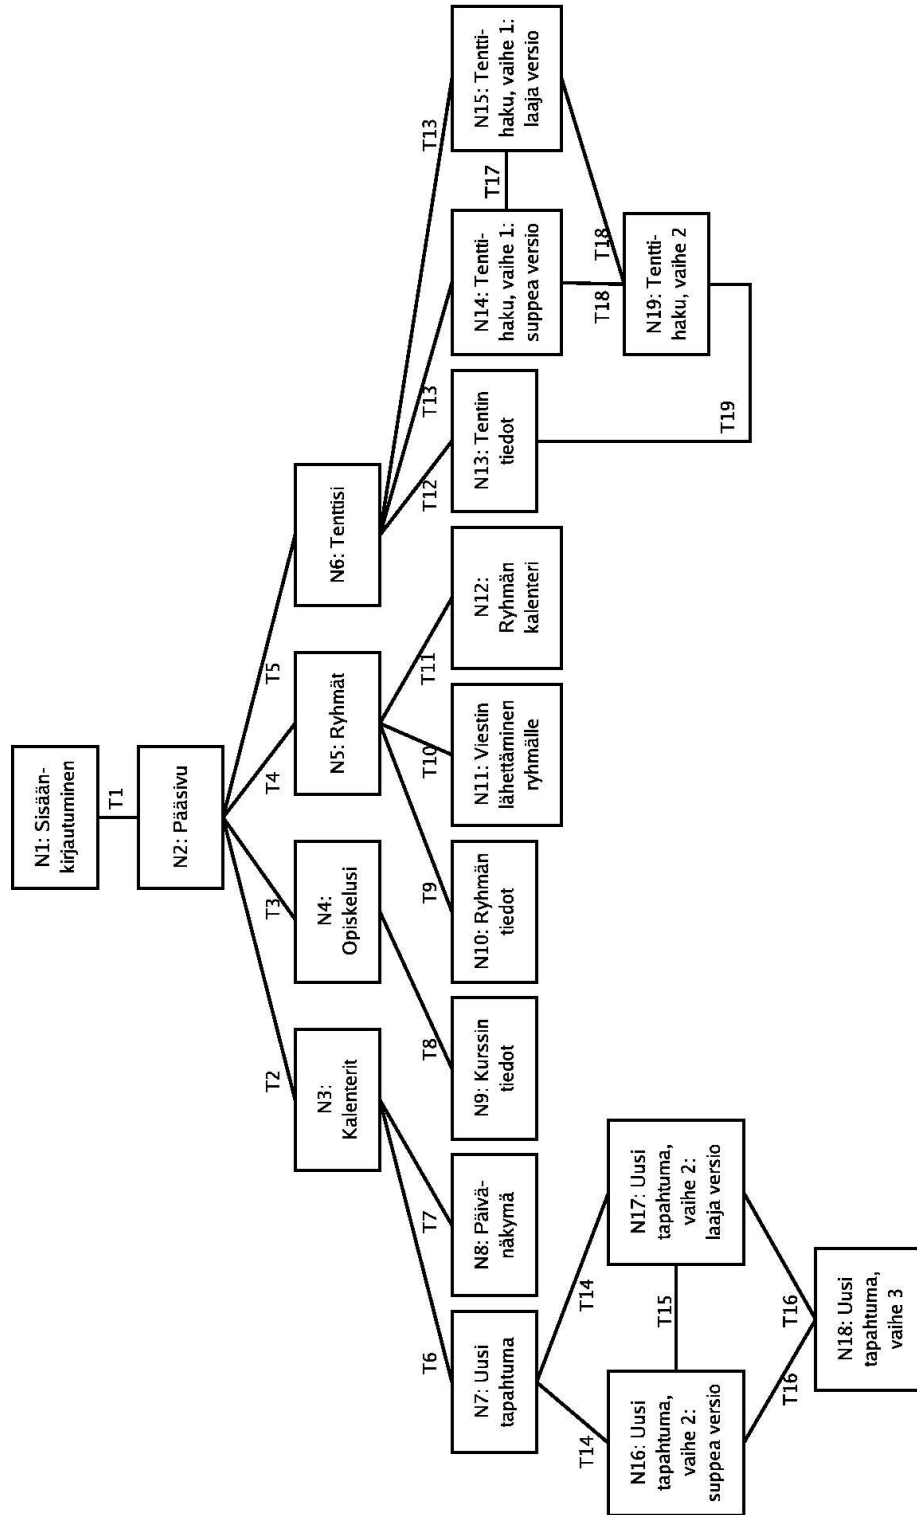 N1: Sisään-
kirjautuminen
T1
N2: Pääsivu
T2
T3
T4
T5
N3:
Kalenterit
N4:
Opiskelusi
N5: Ryhmät
N6: Tenttisi
T6
T7
T8
T9
T10
T11
T12
T13
T13
N7: Uusi
tapahtuma
N8: Päivä-
näkymä
N9: Kurssin
tiedot
N10: Ryhmän
tiedot
N11: Viestin
lähettäminen
ryhmälle
N12:
Ryhmän
kalenteri
N13: Tentin
tiedot
N14: Tentti-
haku, vaihe 1:
suppea versio
T17
N15: Tentti-
haku, vaihe 1:
laaja versio
T14
T14
T18
T18
N16: Uusi
tapahtuma,
vaihe 2:
suppea versio
T15
N17: Uusi
tapahtuma,
vaihe 2:
laaja versio
N19: Tentti-
haku, vaihe 2
T19
T16
T16
N18: Uusi
tapahtuma,
vaihe 3